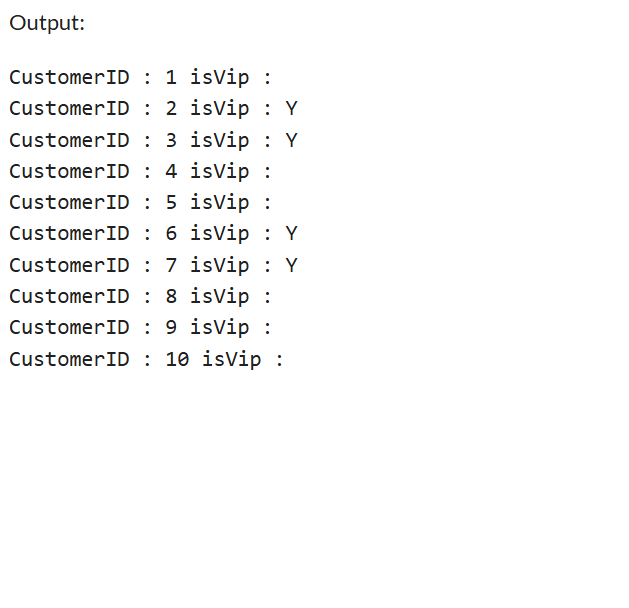 Output:
CustomerID : 1 isVip :
CustomerID : 2 isVip : Y
CustomerID : 3 isVip : Y
CustomerID : 4 isVip :
CustomerID : 5 isVip :
CustomerID : 6 isVip : Y
CustomerID : 7 isVip : Y
CustomerID : 8 isVip :
CustomerID : 9 isVip :
CustomerID : 10 isVip :